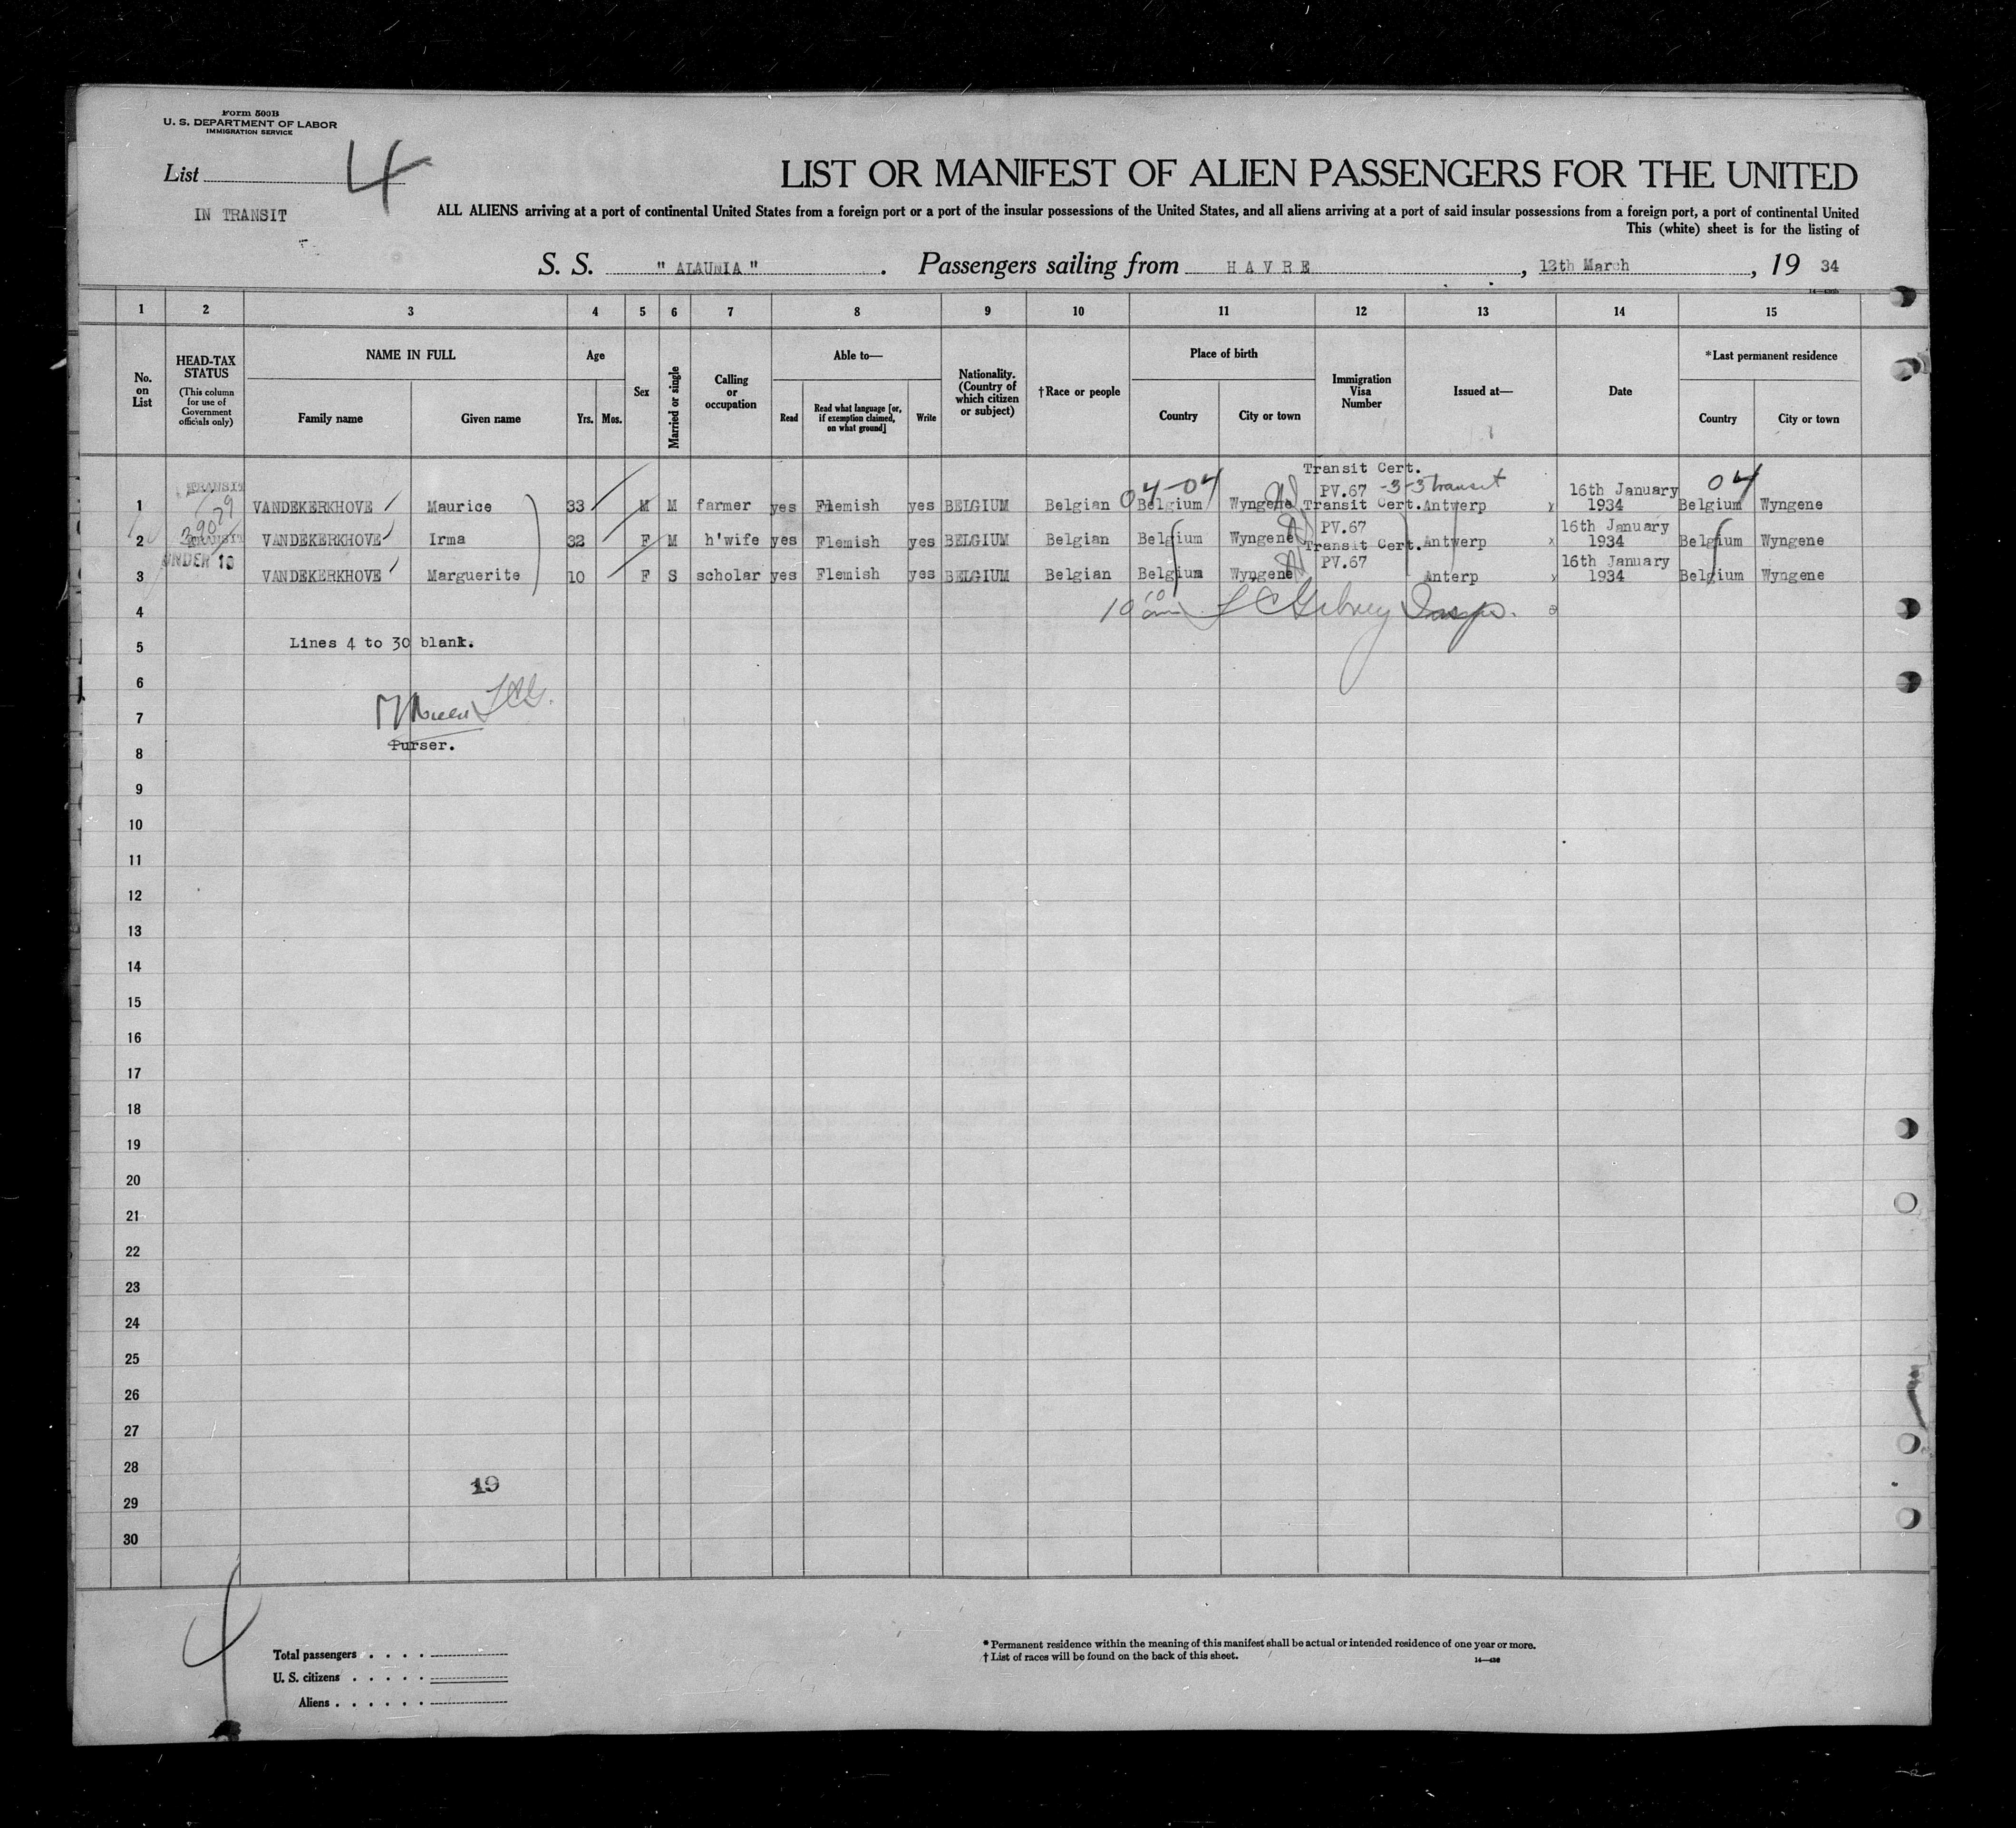 Form 500B
U. S. DEPARTMENT OF LABOR
IMMIGRATION SERVICE
List 4
IN TRANSIT
LIST OR MANIFEST OF ALIEN PASSENGERS FOR THE UNITED
ALL ALIENS arriving at a port of continental United States from a foreign port or a port of the insular possessions of the United States, and all aliens arriving at a port of said insular possessions from a foreign port, a port of continental United
This (white) sheet is for the listing of
S. S. " ALAUNIA " . Passengers sailing from HAVRE , 12th March , 19 34
1 2 3 4 5 6 7 8 9 10 11 12 13 14 15
No. on List
HEAD-TAX STATUS (This column for use of Government officials only)
NAME IN FULL
Family name Given name
Age
Yrs. Mos.
Sex
Married or single
Calling or occupation
Able to—
Read Read what language [or, if exemption claimed, on what ground] Write
Nationality. (Country of which citizen or subject)
†Race or people
Place of birth
Country City or town
Immigration Visa Number
Issued at—
Date
*Last permanent residence
Country City or town
1 TRANSIT VANDEKERKHOVE Maurice 33 M M farmer yes Flemish yes BELGIUM Belgian 04-04 Belgium Wyngene Transit Cert. PV.67 -3-3 transit Antwerp 16th January 1934 04 Belgium Wyngene
2 TRANSIT VANDEKERKHOVE Irma 32 F M h'wife yes Flemish yes BELGIUM Belgian Belgium Wyngene Transit Cert. PV.67 Antwerp 16th January 1934 Belgium Wyngene
3 UNDER 16 VANDEKERKHOVE Marguerite 10 F S scholar yes Flemish yes BELGIUM Belgian Belgium Wyngene Transit Cert. PV.67 Anterp 16th January 1934 Belgium Wyngene
4
5 Lines 4 to 30 blank.
6
7
8 Purser.
9
10
11
12
13
14
15
16
17
18
19
20
21
22
23
24
25
26
27
28 19
29
30
4
Total passengers . . . .
U. S. citizens . . . . .
Aliens . . . . . .
* Permanent residence within the meaning of this manifest shall be actual or intended residence of one year or more.
† List of races will be found on the back of this sheet.